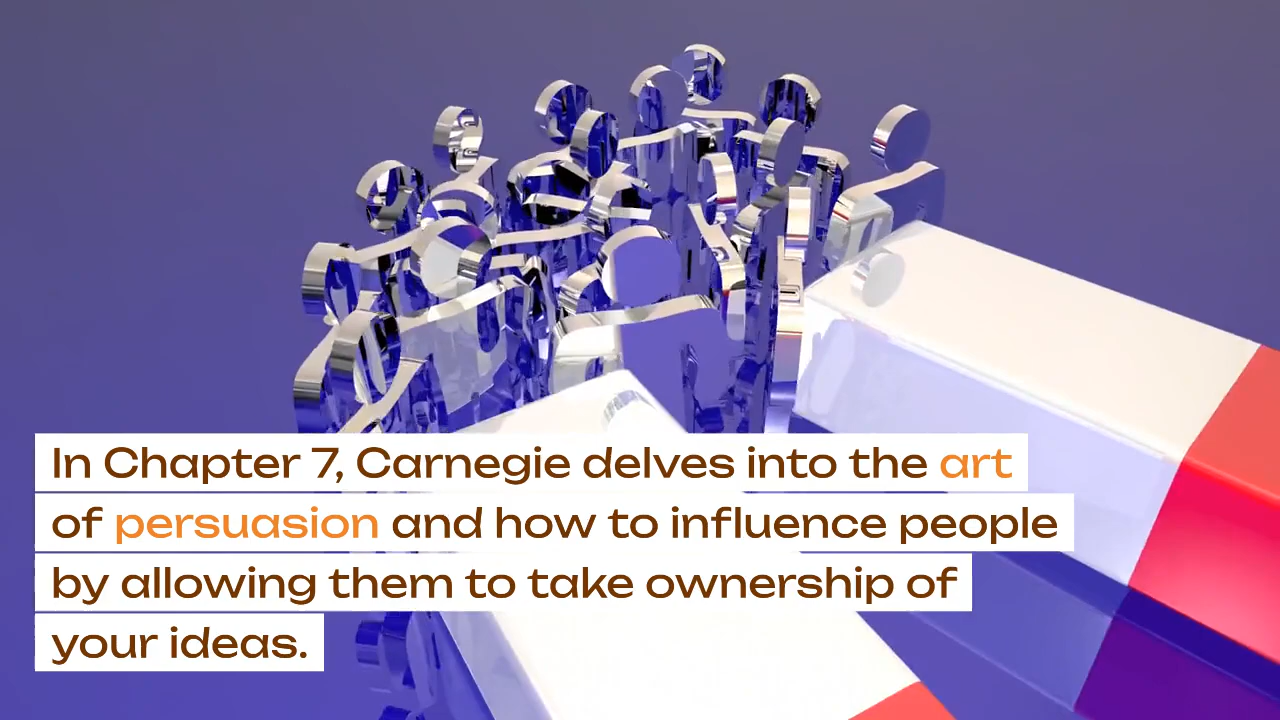 In Chapter 7, Carnegie delves into the art
of persuasion and how to influence people
by allowing them to take ownership of
your ideas.